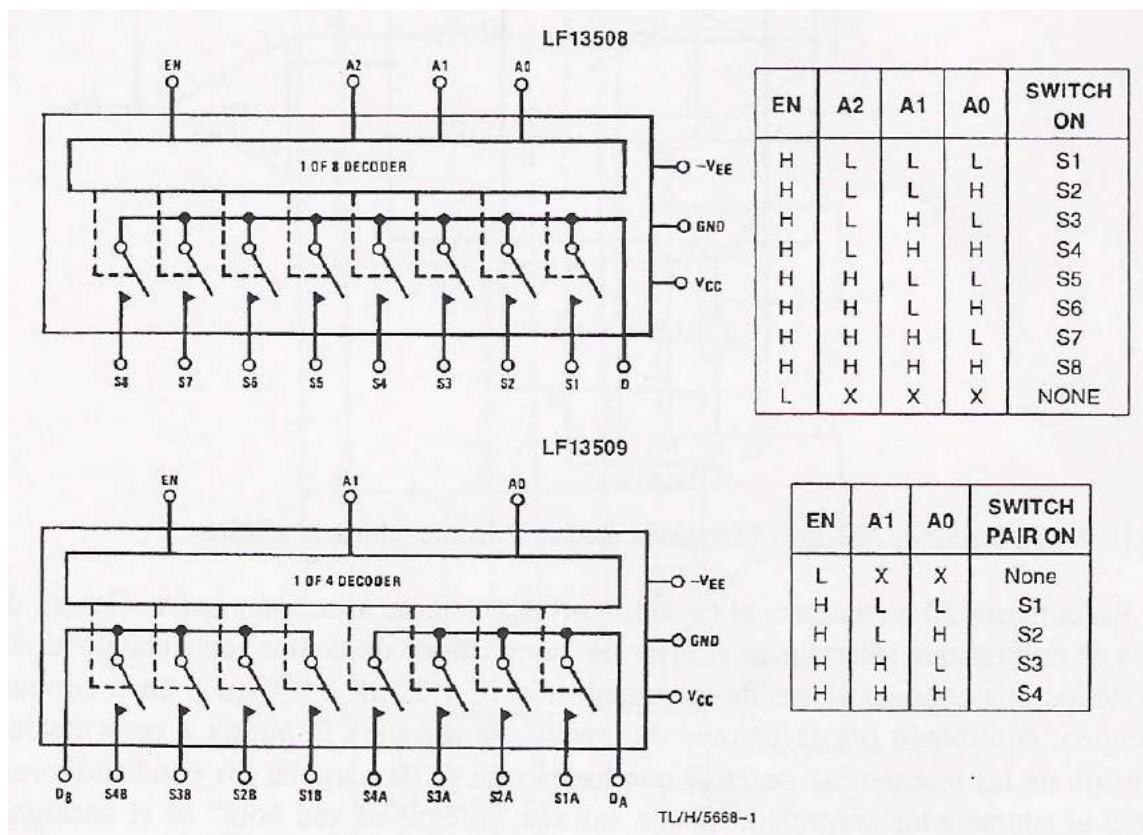 LF13508
EN A2 A1 A0
1 OF 8 DECODER
-VEE
GND
VCC
S8 S7 S6 S5 S4 S3 S2 S1 D
EN A2 A1 A0 SWITCH ON
H L L L S1
H L L H S2
H L H L S3
H L H H S4
H H L L S5
H H L H S6
H H H L S7
H H H H S8
L X X X NONE
LF13509
EN A1 A0
1 OF 4 DECODER
-VEE
GND
VCC
DB S4B S3B S2B S1B S4A S3A S2A S1A DA
TL/H/5668-1
EN A1 A0 SWITCH PAIR ON
L X X None
H L L S1
H L H S2
H H L S3
H H H S4